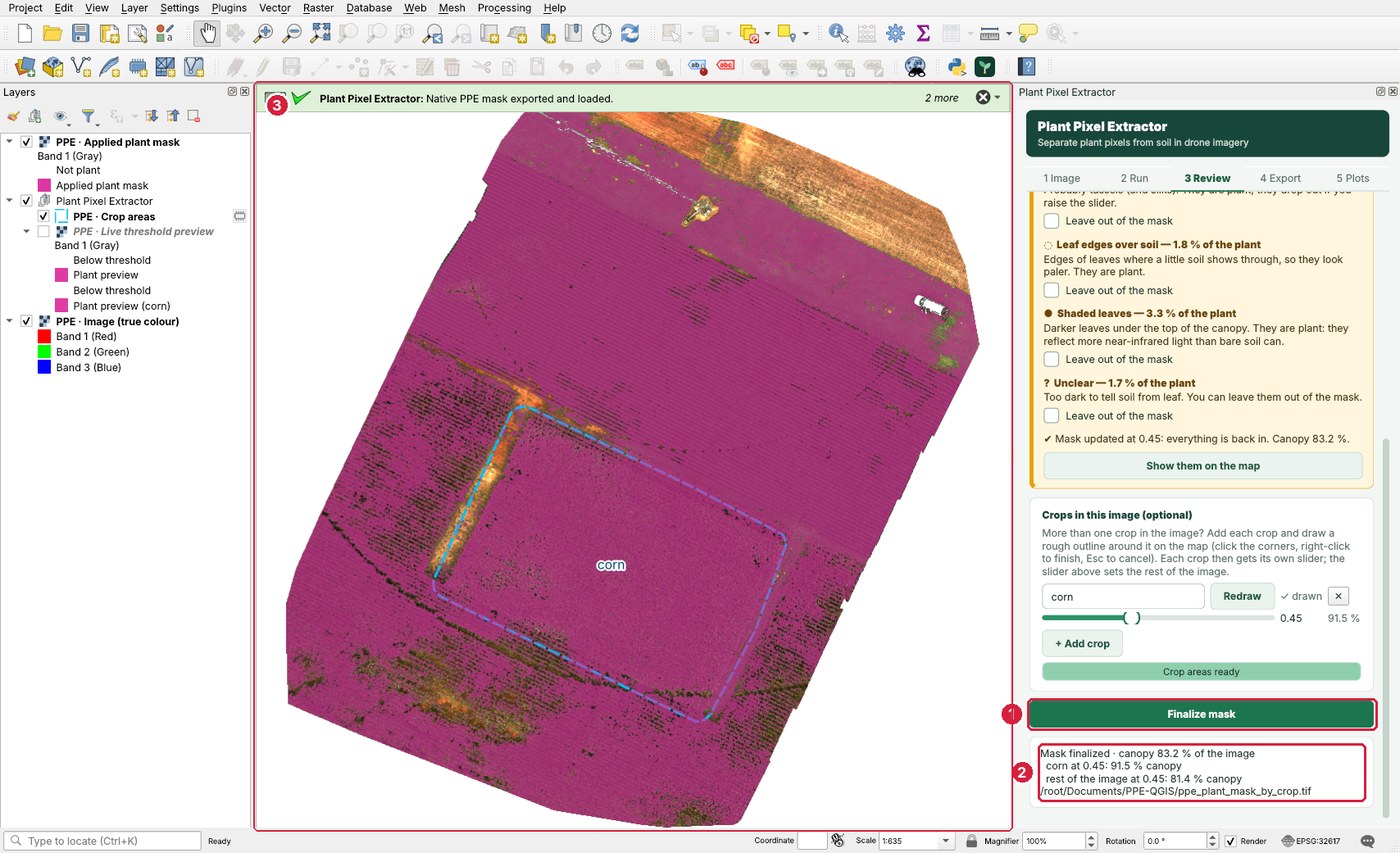 Project Edit View Layer Settings Plugins Vector Raster Database Web Mesh Processing Help
Layers
PPE · Applied plant mask
Band 1 (Gray)
Not plant
Applied plant mask
Plant Pixel Extractor
PPE · Crop areas
PPE · Live threshold preview
Band 1 (Gray)
Below threshold
Plant preview
Below threshold
Plant preview (corn)
PPE · Image (true colour)
Band 1 (Red)
Band 2 (Green)
Band 3 (Blue)
3
Plant Pixel Extractor: Native PPE mask exported and loaded.
2 more
corn
Plant Pixel Extractor
Plant Pixel Extractor
Separate plant pixels from soil in drone imagery
1 Image 2 Run 3 Review 4 Export 5 Plots
raise the slider.
Leave out of the mask
Leaf edges over soil — 1.8 % of the plant
Edges of leaves where a little soil shows through, so they look
paler. They are plant.
Leave out of the mask
Shaded leaves — 3.3 % of the plant
Darker leaves under the top of the canopy. They are plant: they
reflect more near-infrared light than bare soil can.
Leave out of the mask
? Unclear — 1.7 % of the plant
Too dark to tell soil from leaf. You can leave them out of the mask.
Leave out of the mask
✔ Mask updated at 0.45: everything is back in. Canopy 83.2 %.
Show them on the map
Crops in this image (optional)
More than one crop in the image? Add each crop and draw a
rough outline around it on the map (click the corners, right-click
to finish, Esc to cancel). Each crop then gets its own slider; the
slider above sets the rest of the image.
corn Redraw ✓ drawn ✕
0.45 91.5 %
+ Add crop
Crop areas ready
1
Finalize mask
2
Mask finalized · canopy 83.2 % of the image
corn at 0.45: 91.5 % canopy
rest of the image at 0.45: 81.4 % canopy
/root/Documents/PPE-QGIS/ppe_plant_mask_by_crop.tif
Type to locate (Ctrl+K) Ready Coordinate Scale 1:635 Magnifier 100% Rotation 0.0 ° Render EPSG:32617